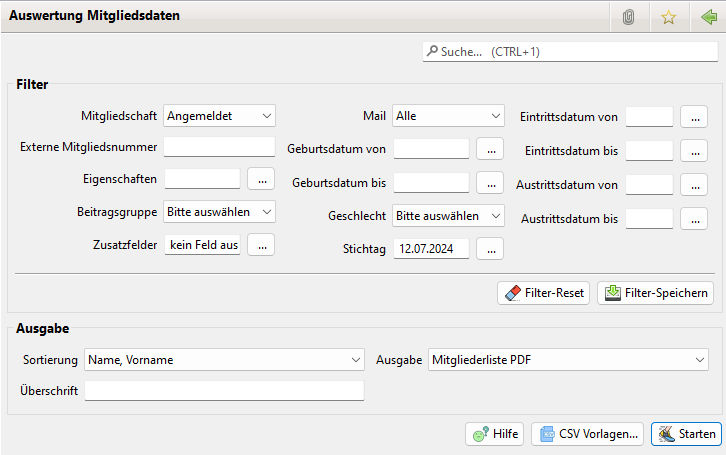 Auswertung Mitgliedsdaten
Suche... (CTRL+1)
Filter
Mitgliedschaft Angemeldet Mail Alle Eintrittsdatum von ...
Externe Mitgliedsnummer Geburtsdatum von ... Eintrittsdatum bis ...
Eigenschaften ... Geburtsdatum bis ... Austrittsdatum von ...
Beitragsgruppe Bitte auswählen Geschlecht Bitte auswählen Austrittsdatum bis ...
Zusatzfelder kein Feld aus ... Stichtag 12.07.2024 ...
Filter-Reset Filter-Speichern
Ausgabe
Sortierung Name, Vorname Ausgabe Mitgliederliste PDF
Überschrift
Hilfe CSV Vorlagen... Starten